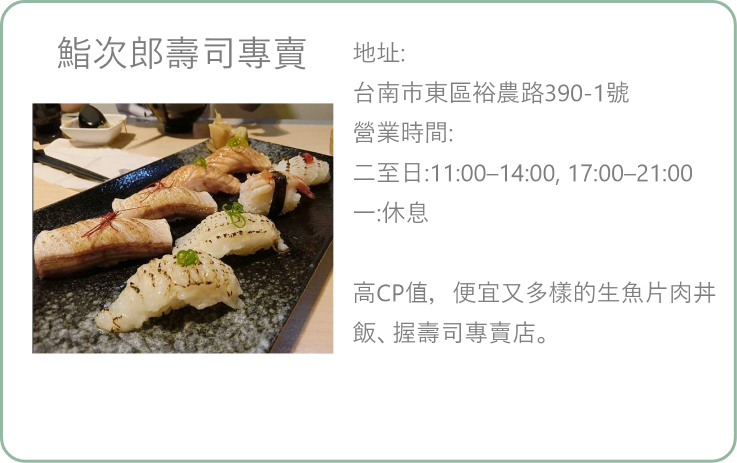 鮨次郎壽司專賣
地址:
台南市東區裕農路390-1號
營業時間:
二至日:11:00–14:00, 17:00–21:00
一:休息
高CP值，便宜又多樣的生魚片肉丼
飯、握壽司專賣店。